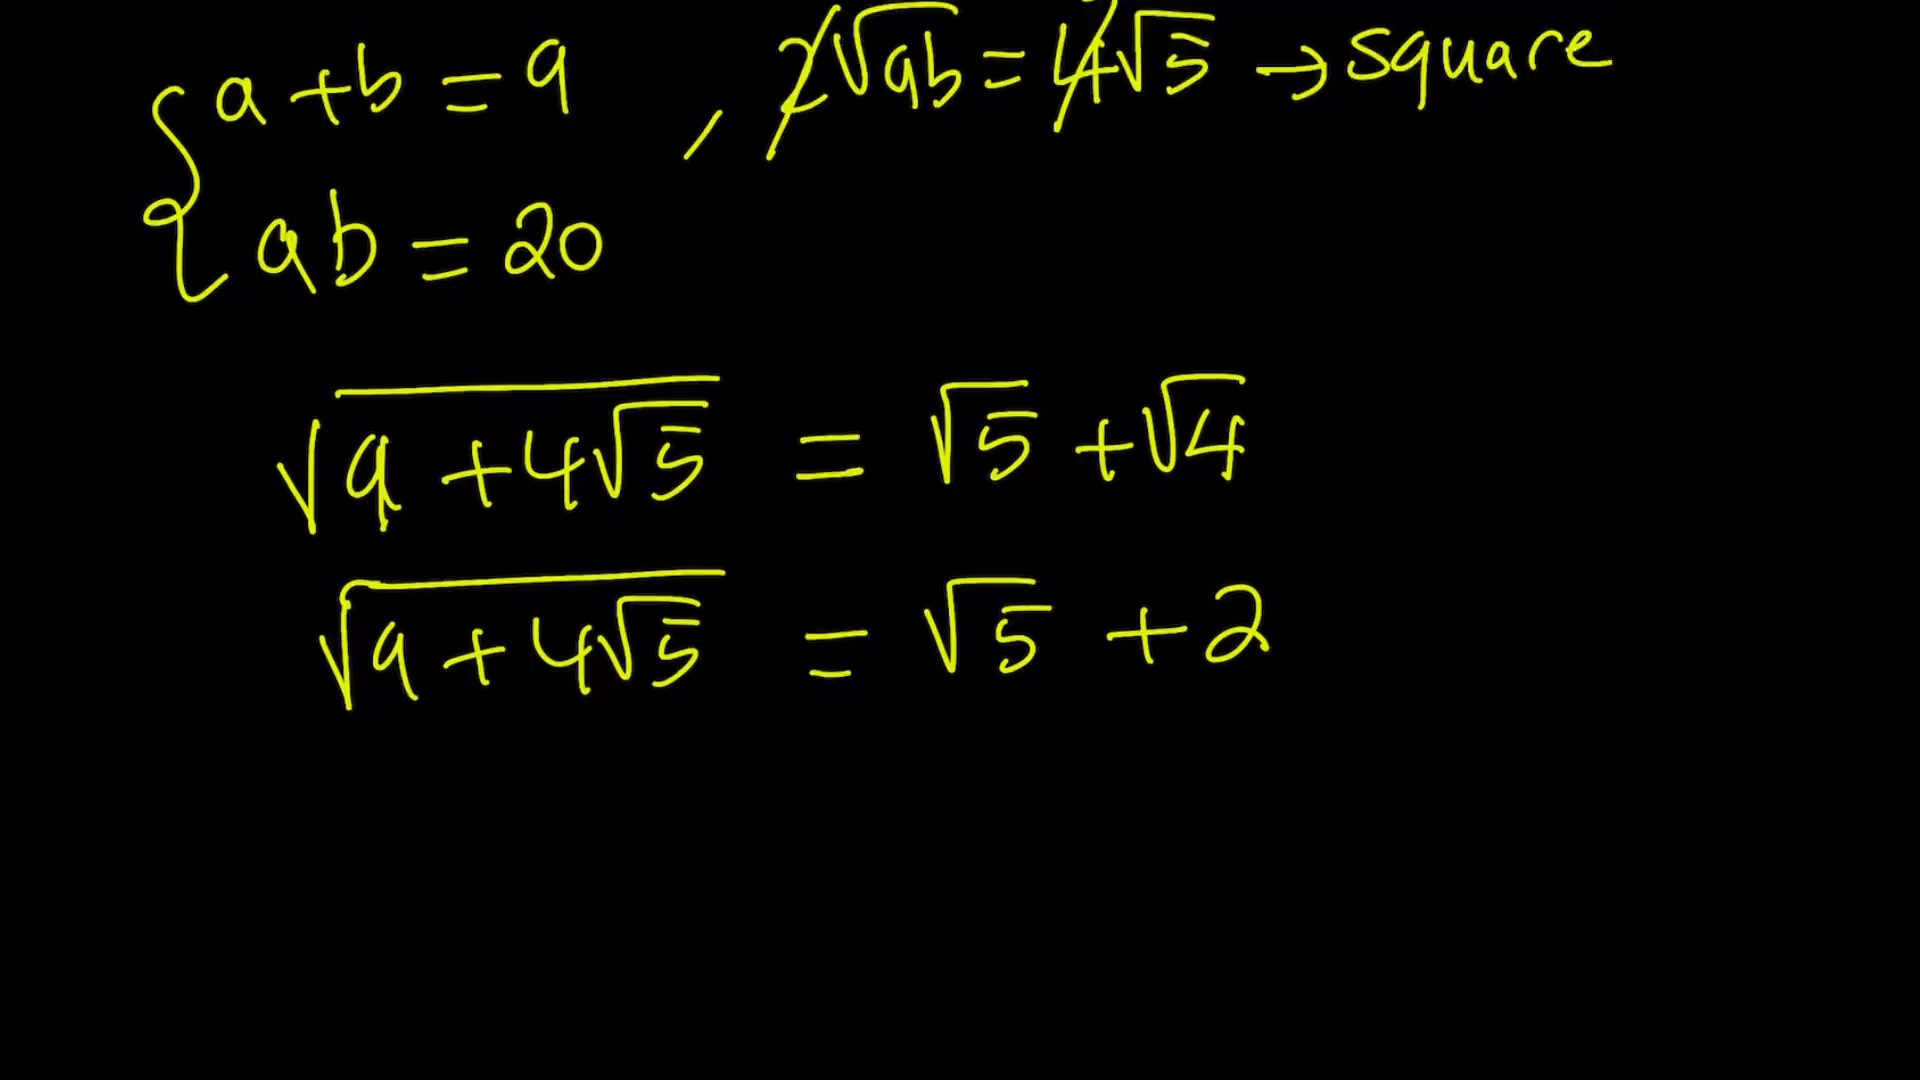 {a + b = 9 , 2√ab = 4√5 → square
ab = 20
√(9 + 4√5) = √5 + √4
√(9 + 4√5) = √5 + 2